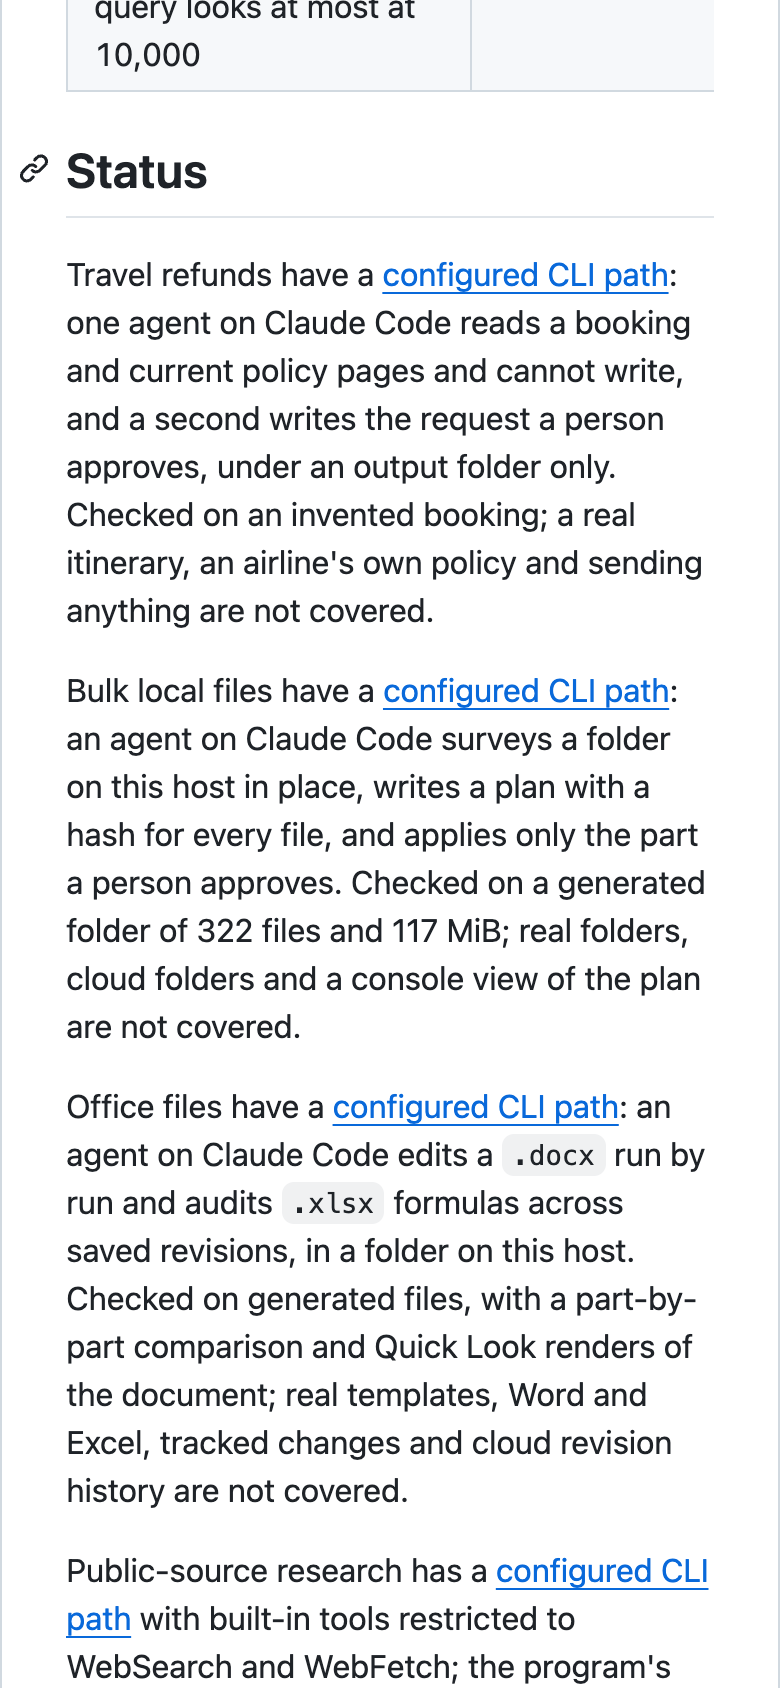 query looks at most at
10,000
Status
Travel refunds have a configured CLI path:
one agent on Claude Code reads a booking
and current policy pages and cannot write,
and a second writes the request a person
approves, under an output folder only.
Checked on an invented booking; a real
itinerary, an airline's own policy and sending
anything are not covered.
Bulk local files have a configured CLI path:
an agent on Claude Code surveys a folder
on this host in place, writes a plan with a
hash for every file, and applies only the part
a person approves. Checked on a generated
folder of 322 files and 117 MiB; real folders,
cloud folders and a console view of the plan
are not covered.
Office files have a configured CLI path: an
agent on Claude Code edits a .docx run by
run and audits .xlsx formulas across
saved revisions, in a folder on this host.
Checked on generated files, with a part-by-
part comparison and Quick Look renders of
the document; real templates, Word and
Excel, tracked changes and cloud revision
history are not covered.
Public-source research has a configured CLI
path with built-in tools restricted to
WebSearch and WebFetch; the program's